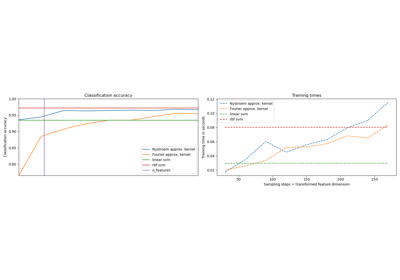 Classification accuracy
1.00
0.95
0.90
0.85
0.80
Classification accuracy
Nystroem approx. kernel
Fourier approx. kernel
linear svm
rbf svm
n_features
Training times
0.12
0.10
0.08
0.06
0.04
0.02
Training time in seconds
Nystroem approx. kernel
Fourier approx. kernel
linear svm
rbf svm
50
100
150
200
250
Sampling steps = transformed feature dimension